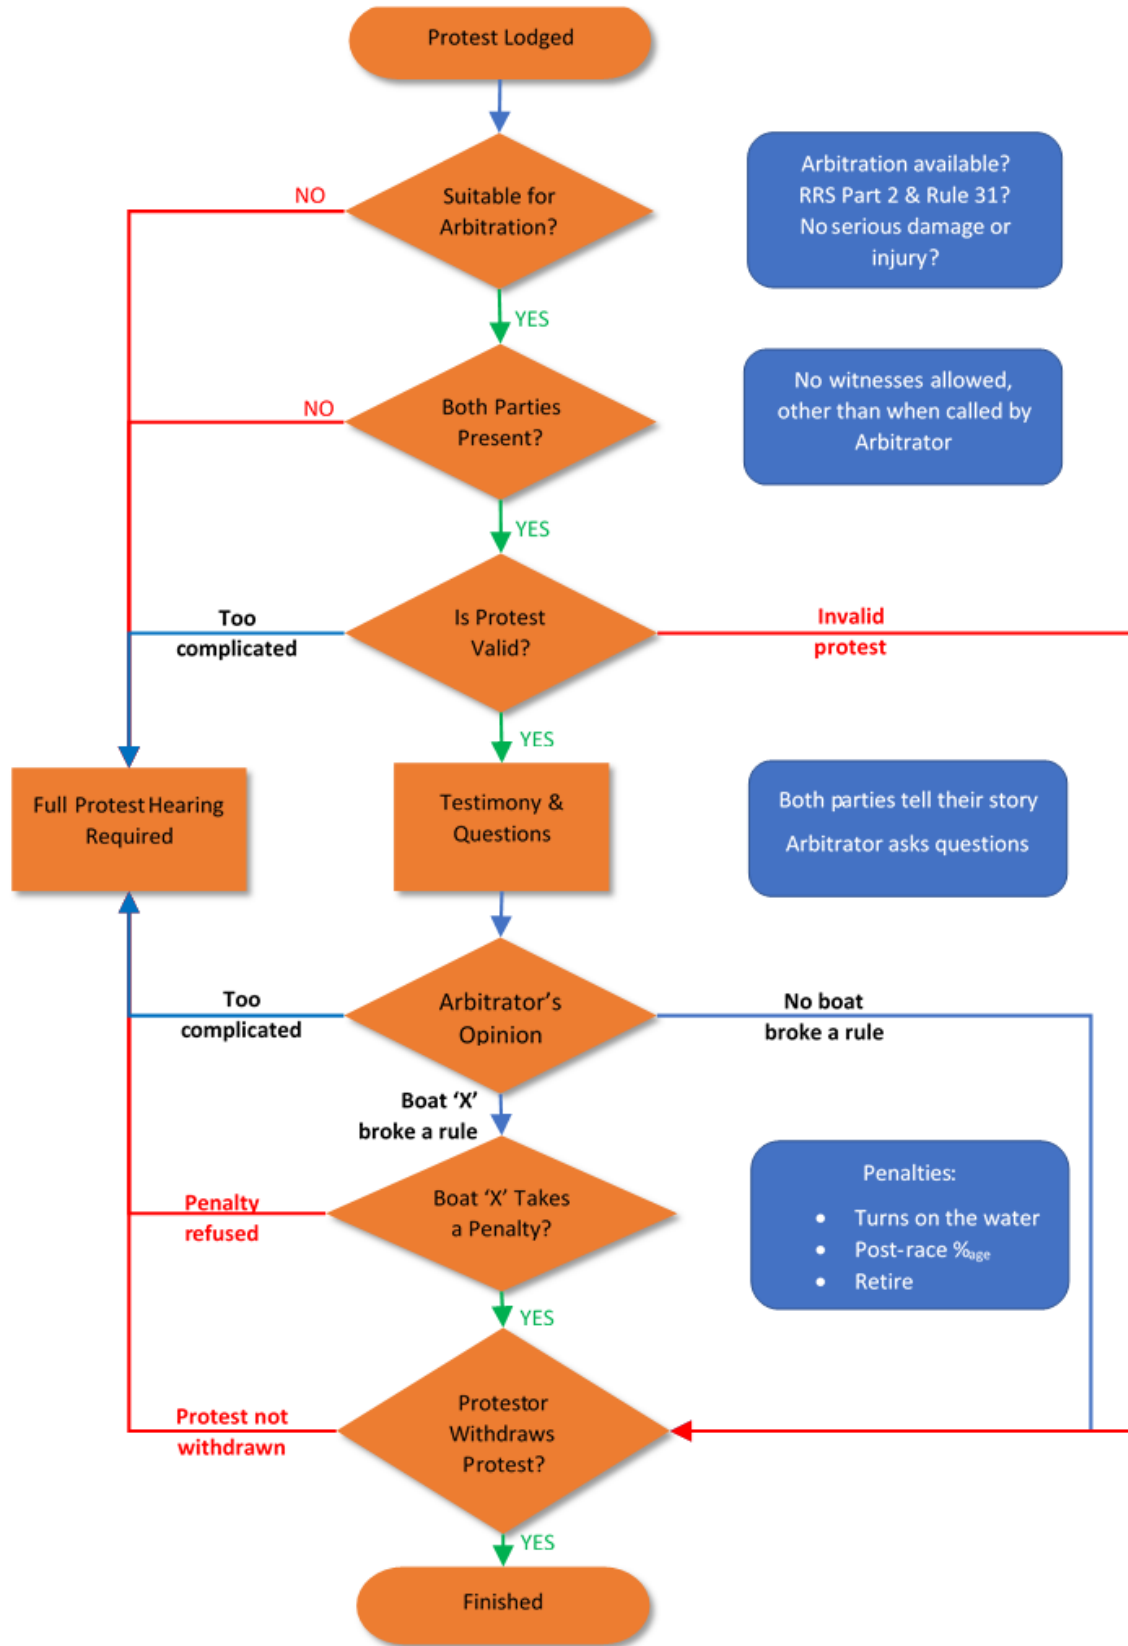 Protest Lodged
NO
Suitable for
Arbitration?
Arbitration available?
RRS Part 2 & Rule 31?
No serious damage or
injury?
YES
NO
Both Parties
Present?
No witnesses allowed,
other than when called by
Arbitrator
YES
Too
complicated
Is Protest
Valid?
Invalid
protest
YES
Full Protest Hearing
Required
Testimony &
Questions
Both parties tell their story
Arbitrator asks questions
Too
complicated
Arbitrator’s
Opinion
No boat
broke a rule
Boat ‘X’
broke a rule
Penalty
refused
Boat ‘X’ Takes
a Penalty?
Penalties:
• Turns on the water
• Post-race %age
• Retire
YES
Protest not
withdrawn
Protestor
Withdraws
Protest?
YES
Finished